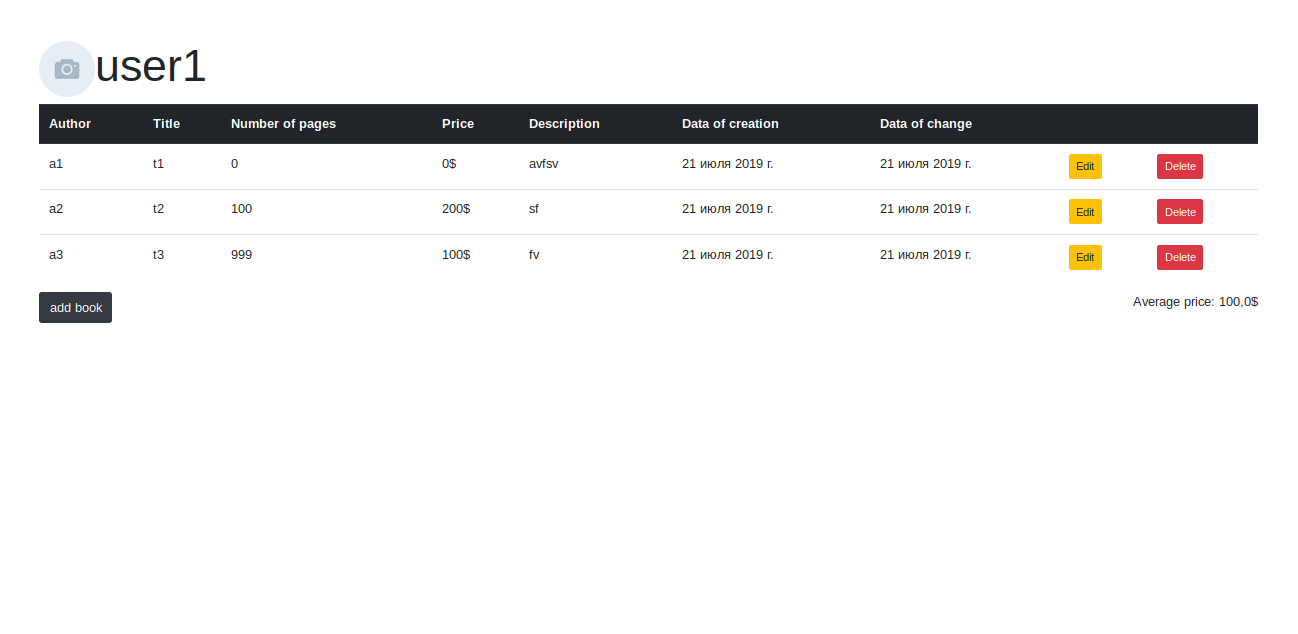 user1
Author Title Number of pages Price Description Data of creation Data of change
a1 t1 0 0$ avfsv 21 июля 2019 г. 21 июля 2019 г. Edit Delete
a2 t2 100 200$ sf 21 июля 2019 г. 21 июля 2019 г. Edit Delete
a3 t3 999 100$ fv 21 июля 2019 г. 21 июля 2019 г. Edit Delete
add book Average price: 100,0$